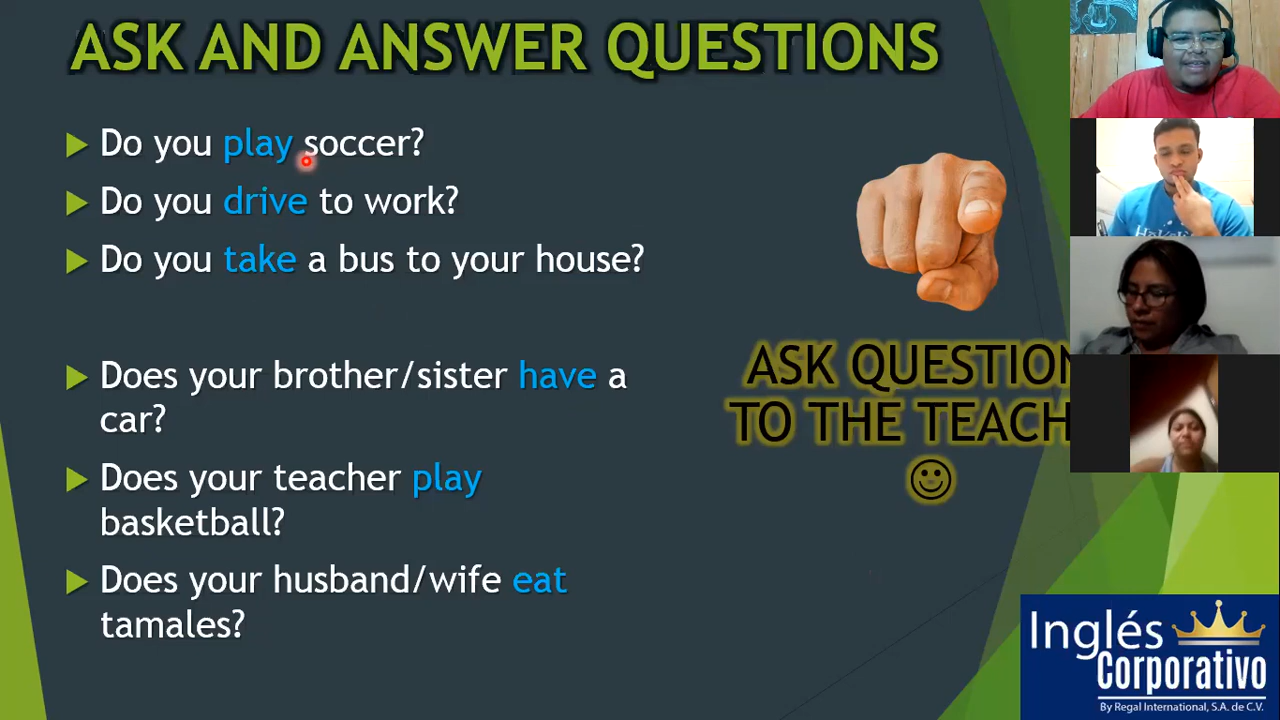 ASK AND ANSWER QUESTIONS
Do you play soccer?
Do you drive to work?
Do you take a bus to your house?
Does your brother/sister have a
car?
Does your teacher play
basketball?
Does your husband/wife eat
tamales?
ASK QUESTION
TO THE TEACH
Inglés
Corporativo
By Regal International, S.A. de C.V.